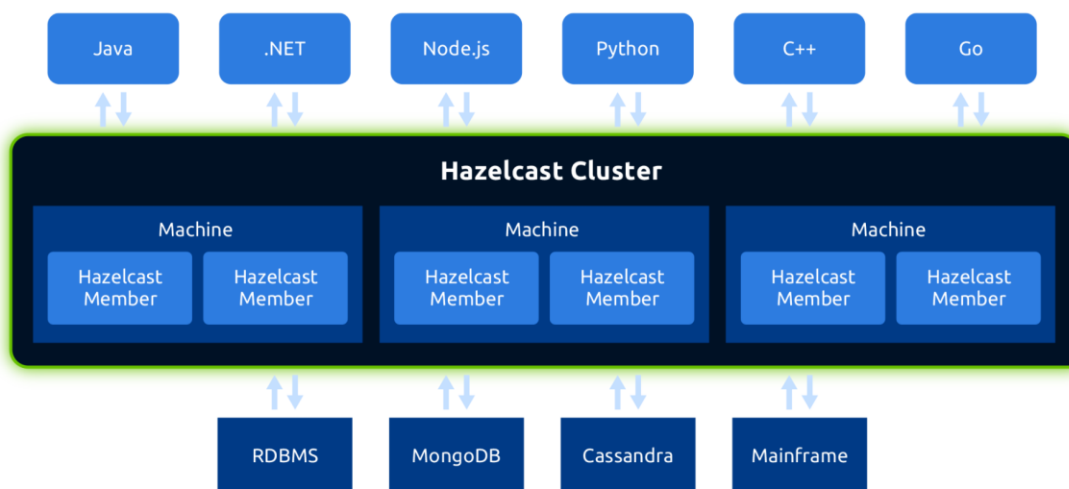 Java
.NET
Node.js
Python
C++
Go
Hazelcast Cluster
Machine
Machine
Machine
Hazelcast
Member
Hazelcast
Member
Hazelcast
Member
Hazelcast
Member
Hazelcast
Member
Hazelcast
Member
RDBMS
MongoDB
Cassandra
Mainframe